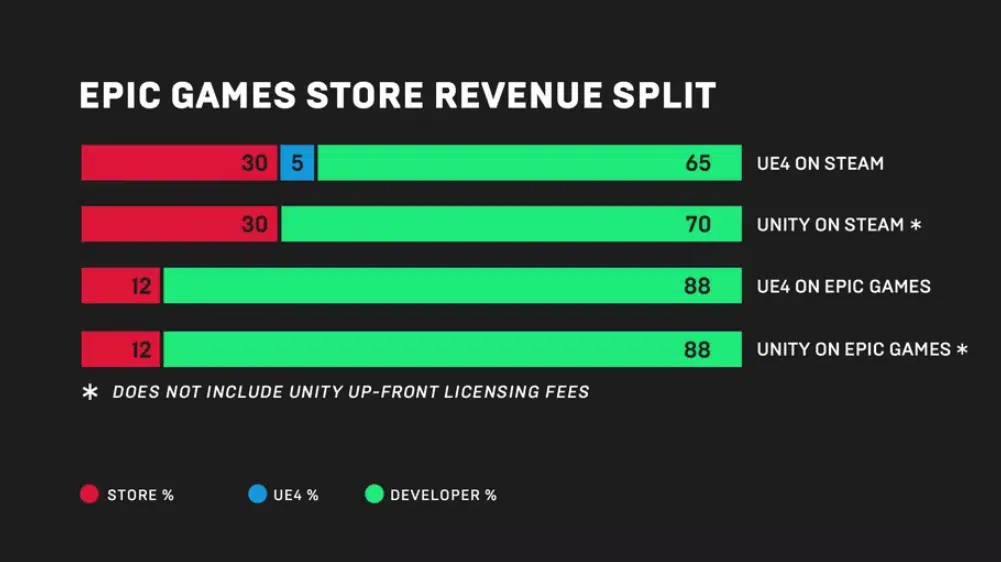 EPIC GAMES STORE REVENUE SPLIT
30 5 65 UE4 ON STEAM
30 70 UNITY ON STEAM *
12 88 UE4 ON EPIC GAMES
12 88 UNITY ON EPIC GAMES *
* DOES NOT INCLUDE UNITY UP-FRONT LICENSING FEES
STORE % UE4 % DEVELOPER %